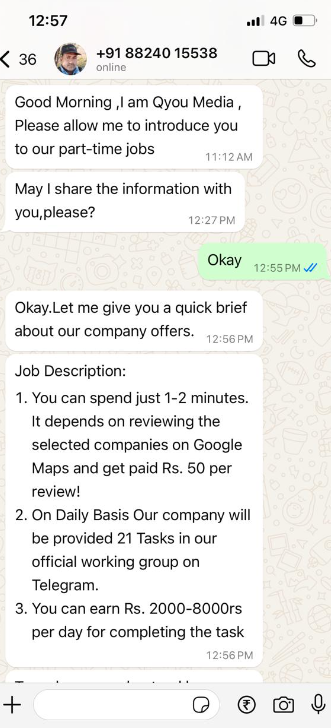 12:57
4G
36
+91 88240 15538
online
Good Morning ,I am Qyou Media ,
Please allow me to introduce you
to our part-time jobs
11:12 AM
May I share the information with
you,please?
12:27 PM
Okay
12:55 PM
Okay.Let me give you a quick brief
about our company offers.
12:56 PM
Job Description:
1. You can spend just 1-2 minutes.
It depends on reviewing the
selected companies on Google
Maps and get paid Rs. 50 per
review!
2. On Daily Basis Our company will
be provided 21 Tasks in our
official working group on
Telegram.
3. You can earn Rs. 2000-8000rs
per day for completing the task
12:56 PM